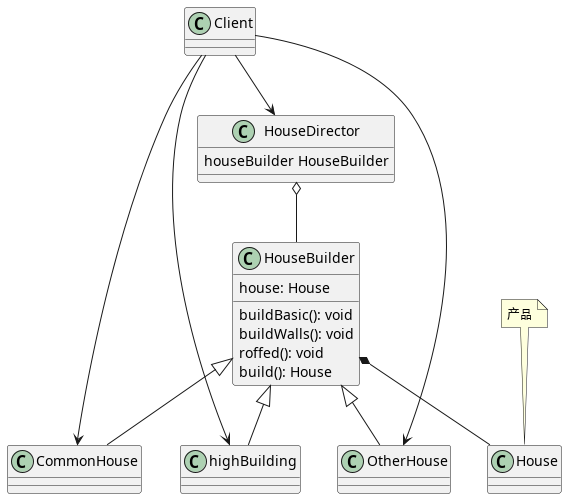 C Client
C HouseDirector
houseBuilder HouseBuilder
C HouseBuilder
house: House
buildBasic(): void
buildWalls(): void
roffed(): void
build(): House
产品
C CommonHouse
C highBuilding
C OtherHouse
C House